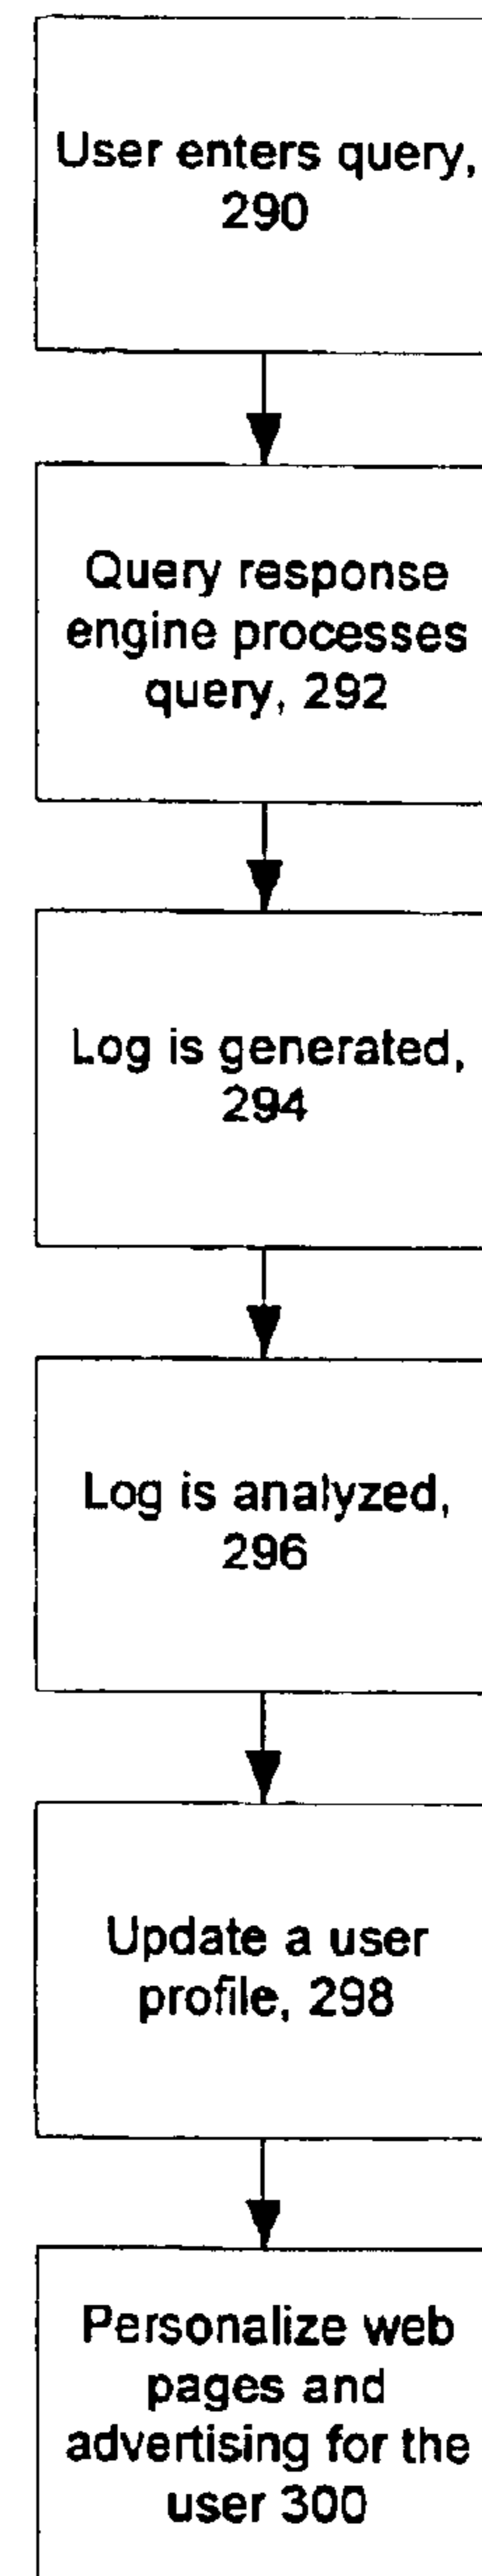 User enters query,
290
Query response
engine processes
query, 292
Log is generated,
294
Log is analyzed,
296
Update a user
profile, 298
Personalize web
pages and
advertising for the
user 300